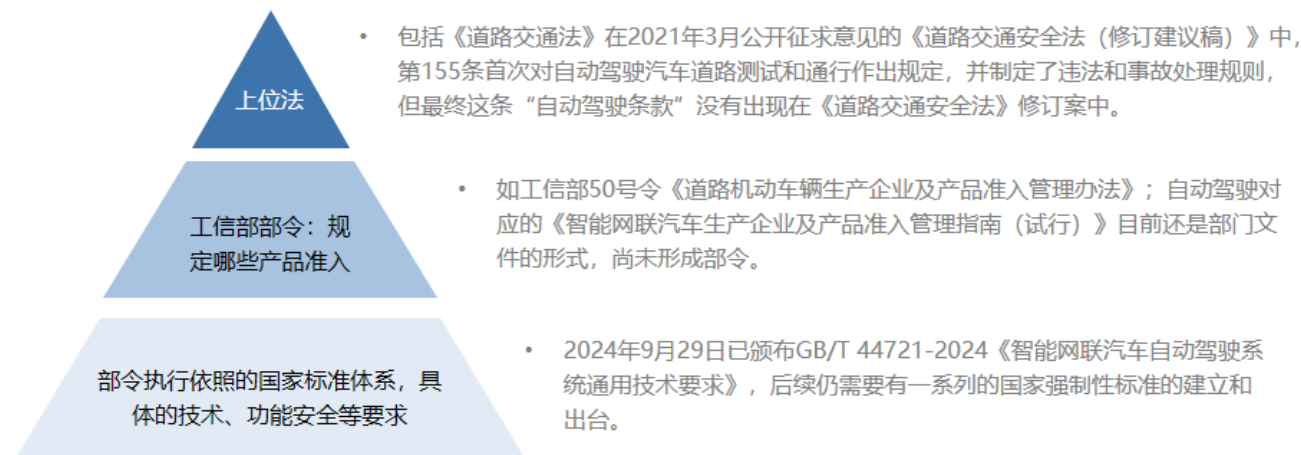 上位法
• 包括《道路交通法》在2021年3月公开征求意见的《道路交通安全法（修订建议稿）》中，
第155条首次对自动驾驶汽车道路测试和通行作出规定，并制定了违法和事故处理规则，
但最终这条“自动驾驶条款”没有出现在《道路交通安全法》修订案中。
工信部部令：规
定哪些产品准入
• 如工信部50号令《道路机动车辆生产企业及产品准入管理办法》；自动驾驶对
应的《智能网联汽车生产企业及产品准入管理指南（试行）》目前还是部门文
件的形式，尚未形成部令。
部令执行依照的国家标准体系，具
体的技术、功能安全等要求
• 2024年9月29日已颁布GB/T 44721-2024《智能网联汽车自动驾驶系
统通用技术要求》，后续仍需要有一系列的国家强制性标准的建立和
出台。